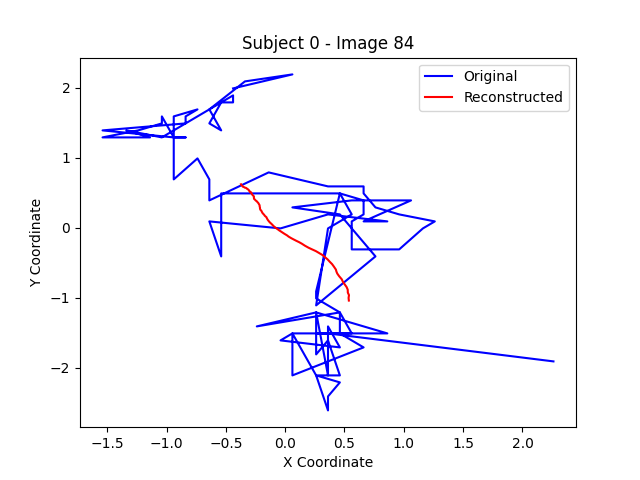 Subject 0 - Image 84
Original
Reconstructed
Y Coordinate
2
1
0
−1
−2
−1.5
−1.0
−0.5
0.0
0.5
1.0
1.5
2.0
X Coordinate